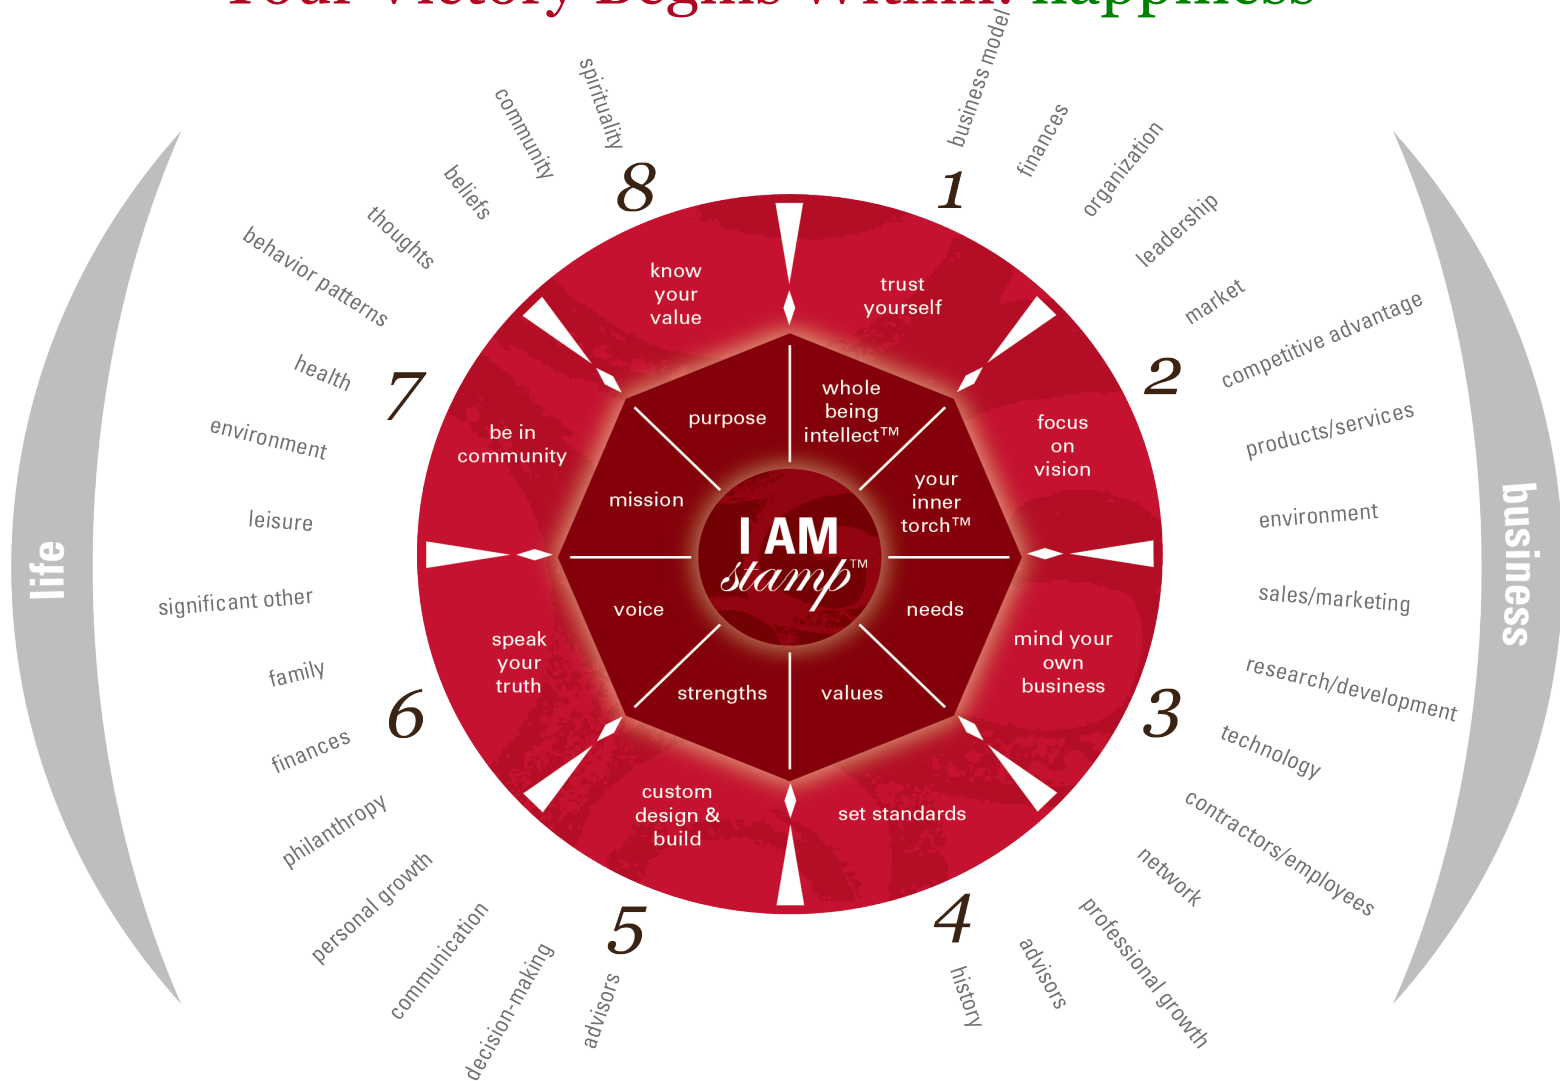 Your Victory Begins Within: happiness
spirituality
community
beliefs
thoughts
behavior patterns
health
environment
leisure
significant other
family
finances
philanthropy
personal growth
communication
decision-making
advisors
life
business model
finances
organization
leadership
market
competitive advantage
products/services
environment
sales/marketing
research/development
technology
contractors/employees
network
professional growth
advisors
history
business
1
trust
yourself
2
focus
on
vision
3
mind your
own
business
4
set standards
5
custom
design &
build
6
speak
your
truth
7
be in
community
8
know
your
value
whole
being
intellect™
your
inner
torch™
needs
values
strengths
voice
mission
purpose
I AM
stamp™